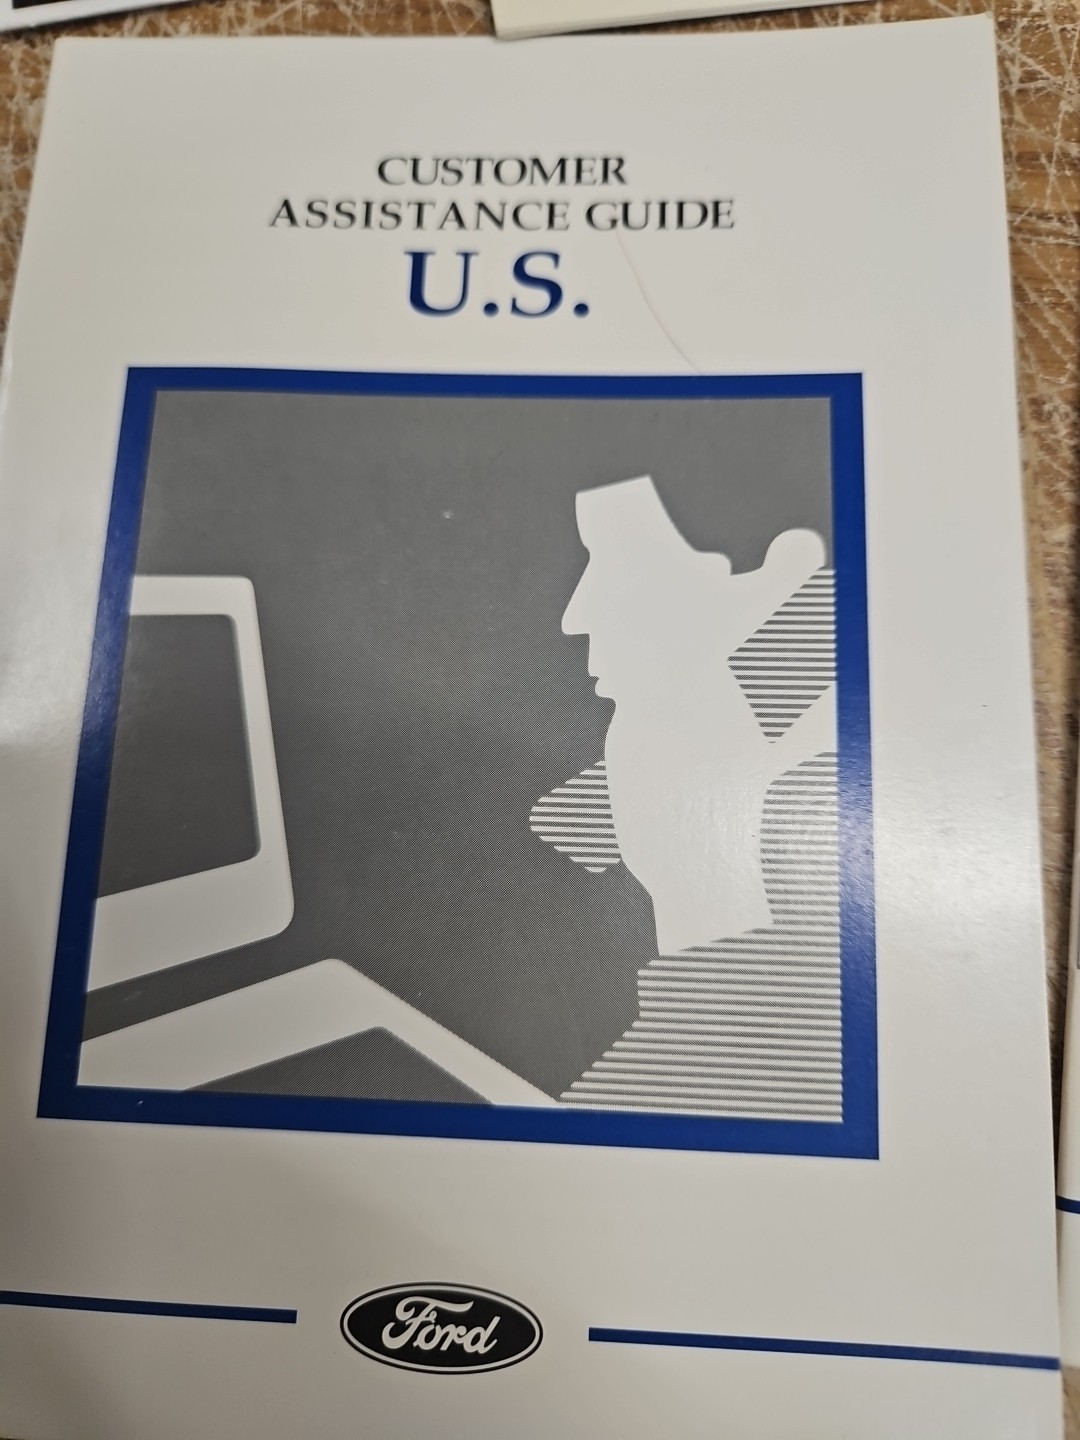 CUSTOMER
ASSISTANCE GUIDE
U.S.
Ford